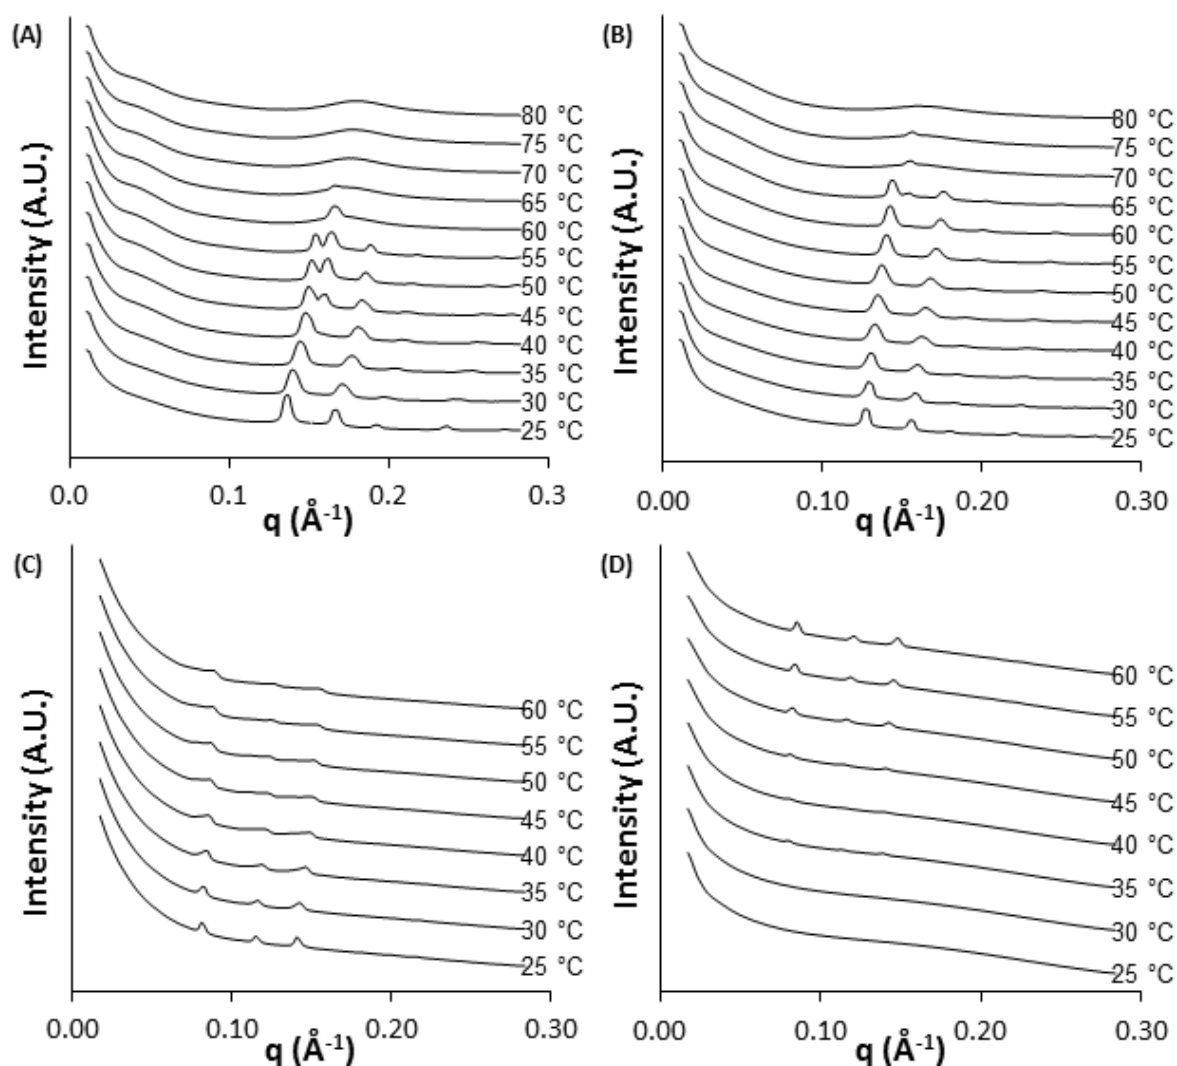 (A)
Intensity (A.U.)
80 °C
75 °C
70 °C
65 °C
60 °C
55 °C
50 °C
45 °C
40 °C
35 °C
30 °C
25 °C
0.0 0.1 0.2 0.3
q (Å⁻¹)
(B)
Intensity (A.U.)
80 °C
75 °C
70 °C
65 °C
60 °C
55 °C
50 °C
45 °C
40 °C
35 °C
30 °C
25 °C
0.00 0.10 0.20 0.30
q (Å⁻¹)
(C)
Intensity (A.U.)
60 °C
55 °C
50 °C
45 °C
40 °C
35 °C
30 °C
25 °C
0.00 0.10 0.20 0.30
q (Å⁻¹)
(D)
Intensity (A.U.)
60 °C
55 °C
50 °C
45 °C
40 °C
35 °C
30 °C
25 °C
0.00 0.10 0.20 0.30
q (Å⁻¹)